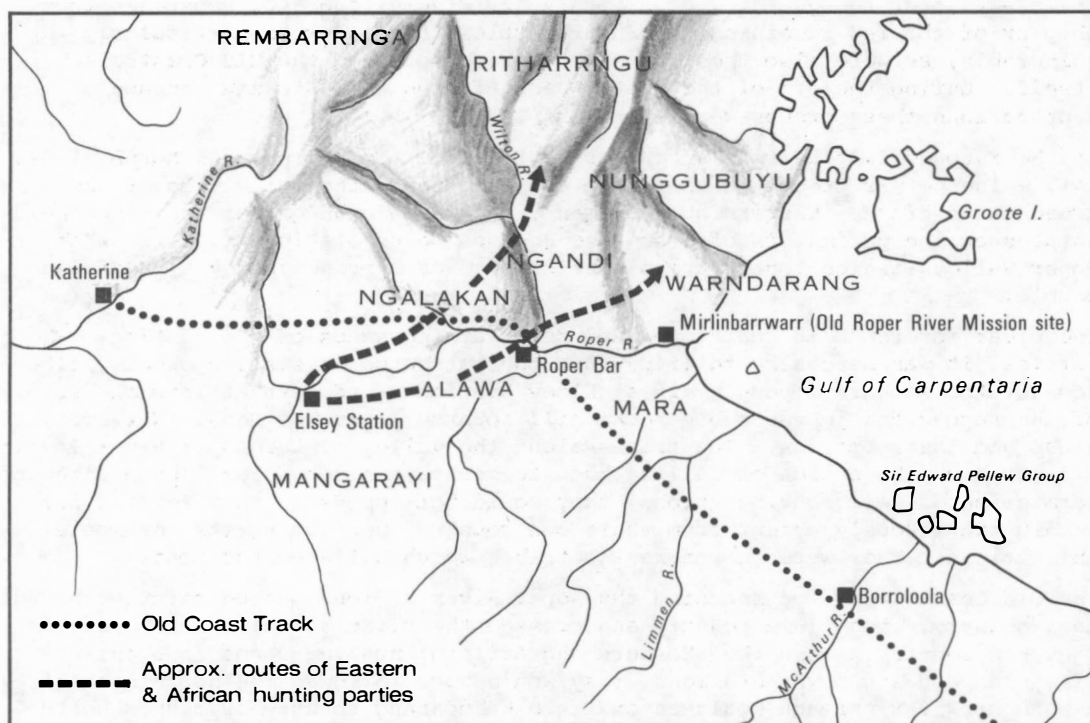 REMBARRNGA
RITHARRNGU
Wilton R.
Katherine R.
NUNGGUBUYU
Groote I.
Katherine
NGANDI
NGALAKAN
WARNDARANG
Mirlinbarrwarr (Old Roper River Mission site)
Roper R.
Roper Bar
ALAWA
Gulf of Carpentaria
Elsey Station
MARA
MANGARAYI
Sir Edward Pellew Group
Limmen R.
Borroloola
McArthur R.
Old Coast Track
Approx routes of Eastern
& African hunting parties